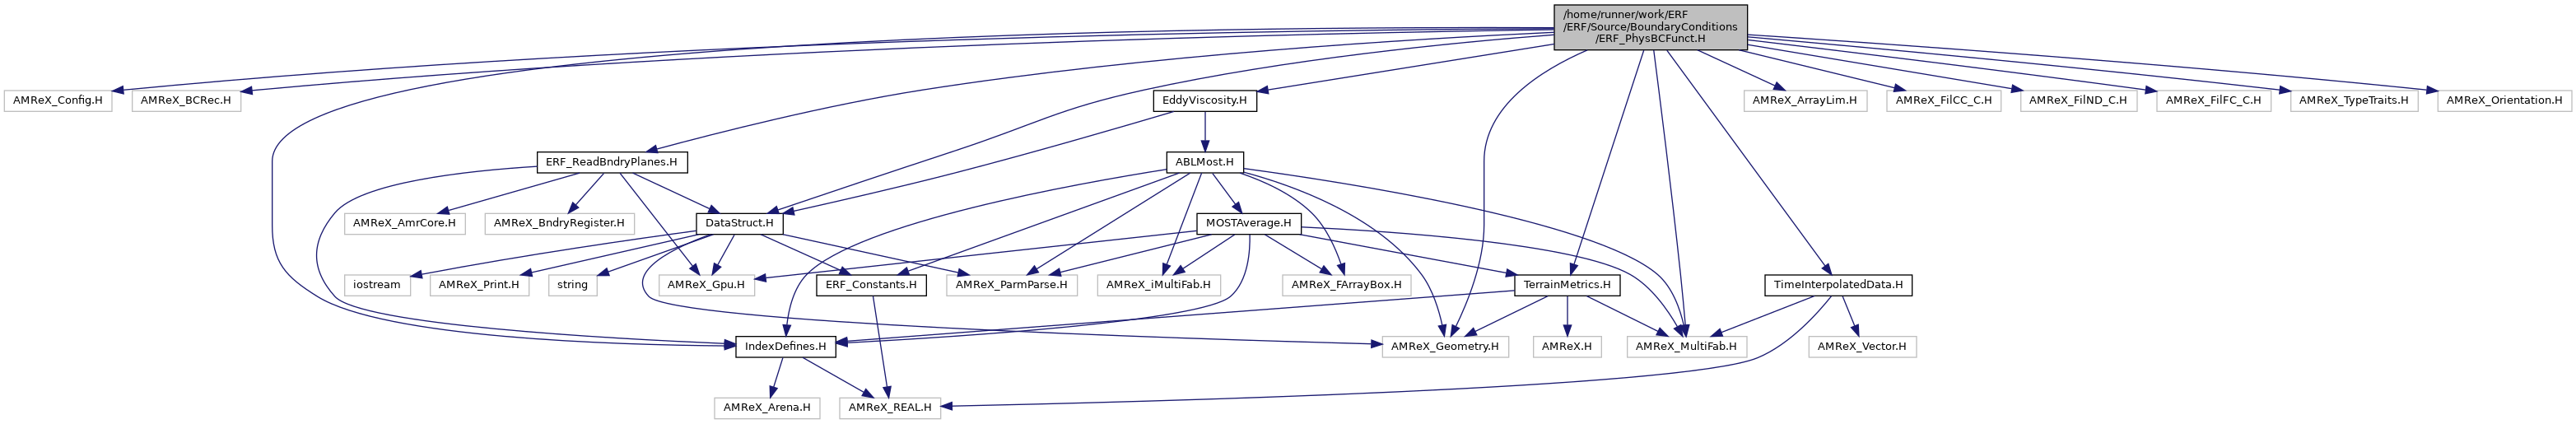 /home/runner/work/ERF
/ERF/Source/BoundaryConditions
/ERF_PhysBCFunct.H
AMReX_Config.H
AMReX_BCRec.H
EddyViscosity.H
AMReX_ArrayLim.H
AMReX_FilCC_C.H
AMReX_FilND_C.H
AMReX_FilFC_C.H
AMReX_TypeTraits.H
AMReX_Orientation.H
ERF_ReadBndryPlanes.H
ABLMost.H
AMReX_AmrCore.H
AMReX_BndryRegister.H
DataStruct.H
MOSTAverage.H
iostream
AMReX_Print.H
string
AMReX_Gpu.H
ERF_Constants.H
AMReX_ParmParse.H
AMReX_iMultiFab.H
AMReX_FArrayBox.H
TerrainMetrics.H
TimeInterpolatedData.H
IndexDefines.H
AMReX_Geometry.H
AMReX.H
AMReX_MultiFab.H
AMReX_Vector.H
AMReX_Arena.H
AMReX_REAL.H